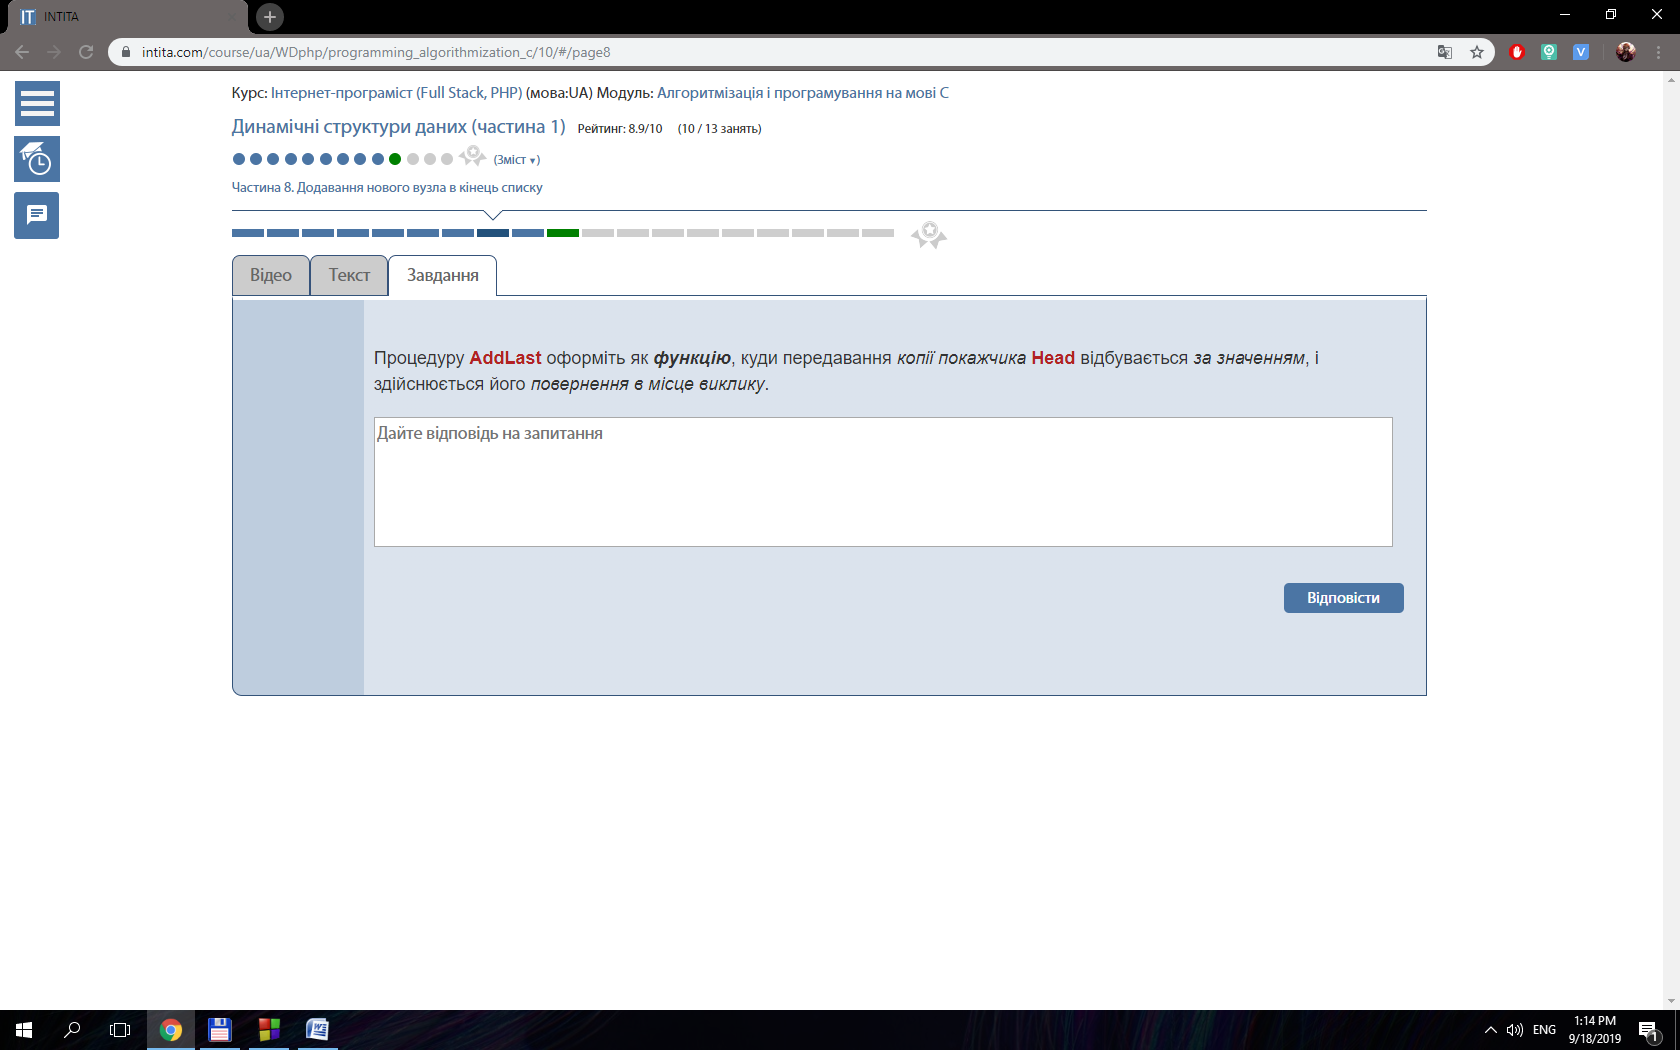 INTITA
intita.com/course/ua/WDphp/programming_algorithmization_c/10/#/page8
Курс: Інтернет-програміст (Full Stack, PHP) (мова:UA) Модуль: Алгоритмізація і програмування на мові С
Динамічні структури даних (частина 1) Рейтинг: 8.9/10 (10 / 13 занять)
(Зміст ▾)
Частина 8. Додавання нового вузла в кінець списку
Відео Текст Завдання
Процедуру AddLast оформіть як функцію, куди передавання копії покажчика Head відбувається за значенням, і
здійснюється його повернення в місце виклику.
Дайте відповідь на запитання
Відповісти
ENG
1:14 PM
9/18/2019
1